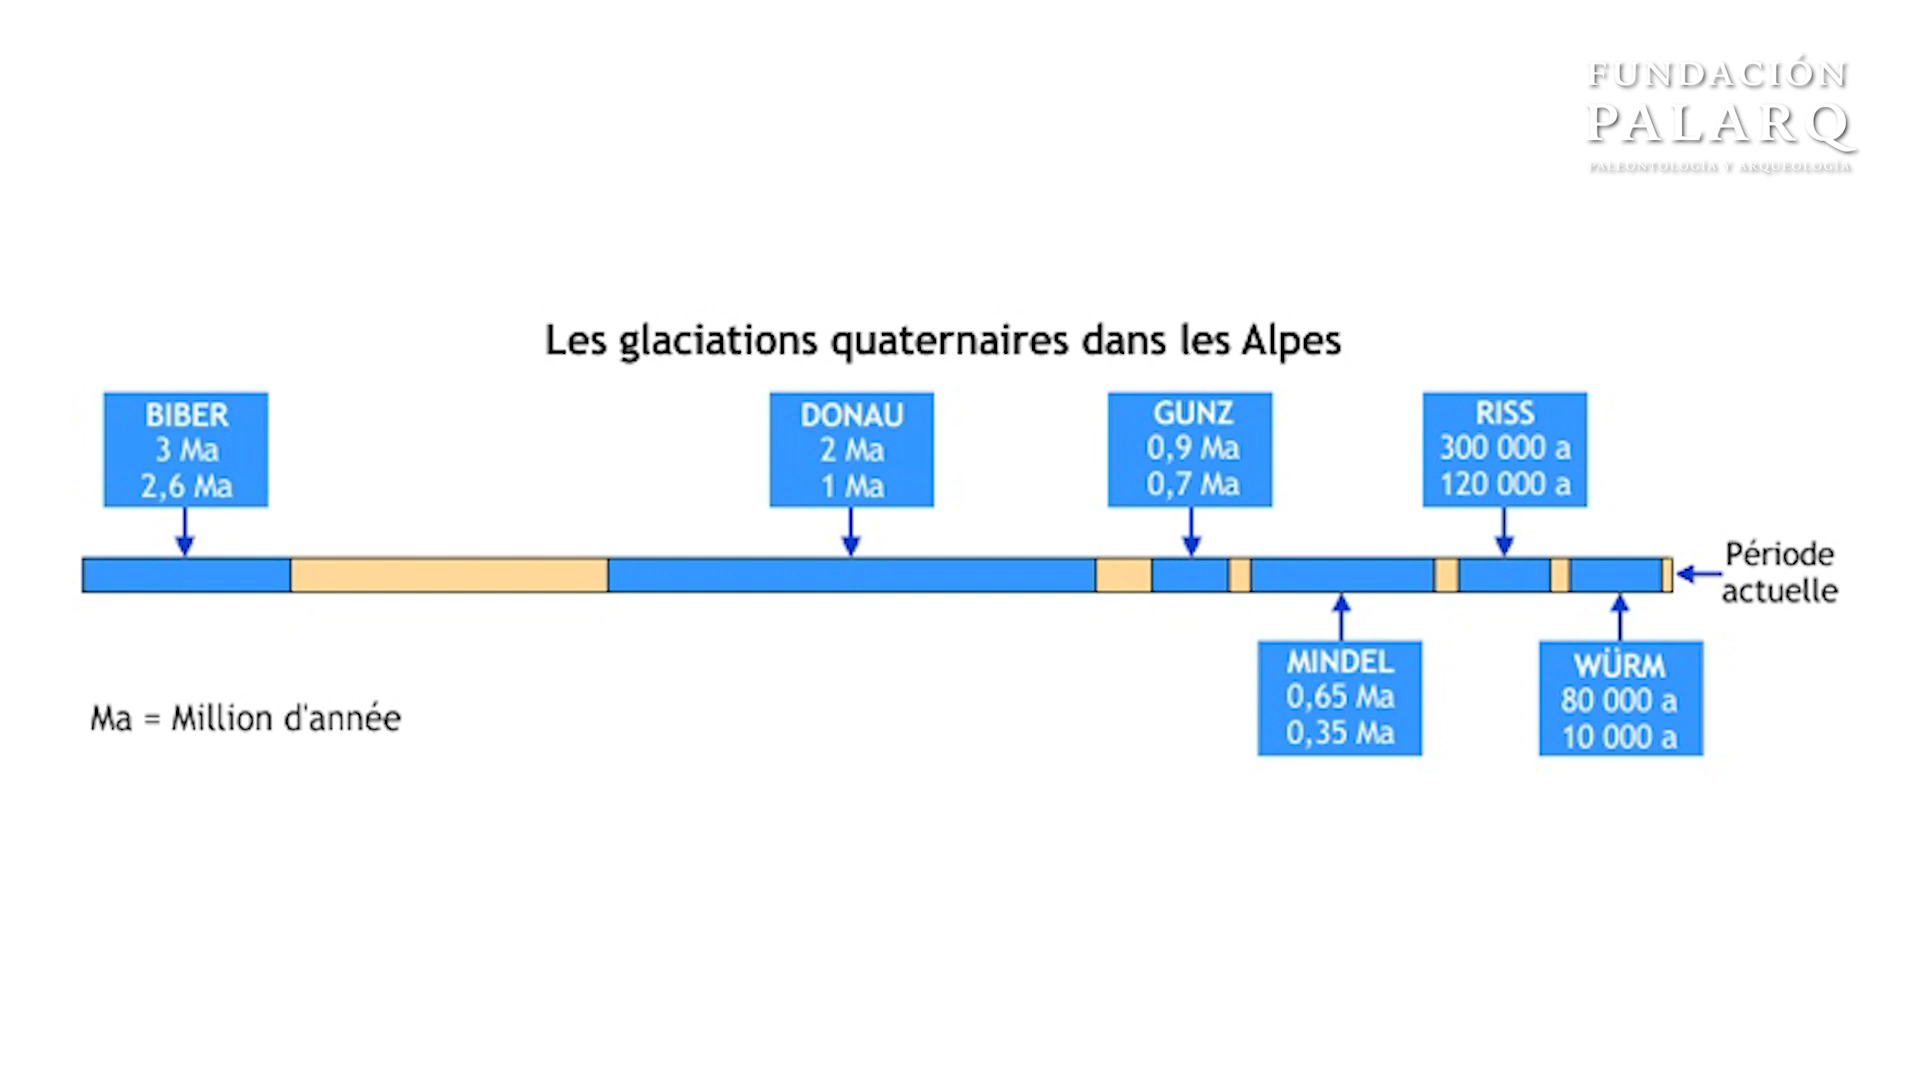 FUNDACIÓN
PALARQ
PALEONTOLOGÍA Y ARQUEOLOGÍA
Les glaciations quaternaires dans les Alpes
BIBER
3 Ma
2,6 Ma
DONAU
2 Ma
1 Ma
GUNZ
0,9 Ma
0,7 Ma
RISS
300 000 a
120 000 a
Période
actuelle
MINDEL
0,65 Ma
0,35 Ma
WÜRM
80 000 a
10 000 a
Ma = Million d'année